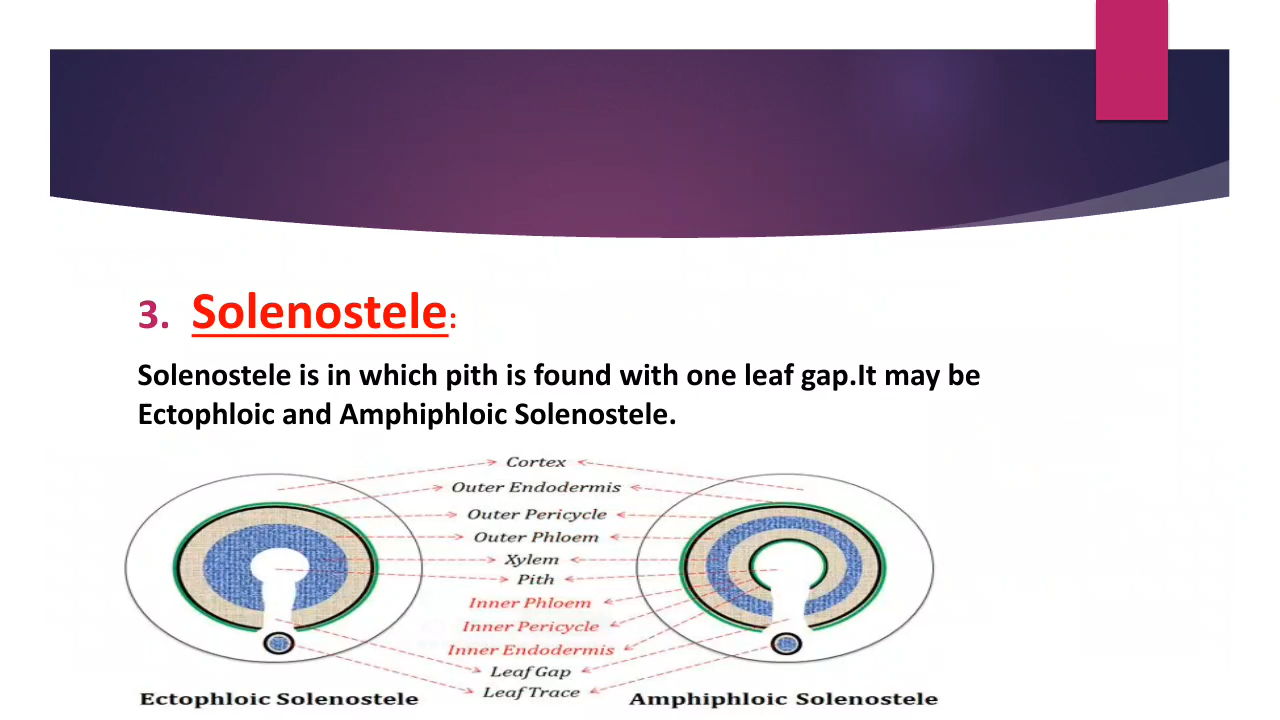 3. Solenostele:
Solenostele is in which pith is found with one leaf gap.It may be
Ectophloic and Amphiphloic Solenostele.
Cortex
Outer Endodermis
Outer Pericycle
Outer Phloem
Xylem
Pith
Inner Phloem
Inner Pericycle
Inner Endodermis
Leaf Gap
Leaf Trace
Ectophloic Solenostele
Amphiphloic Solenostele